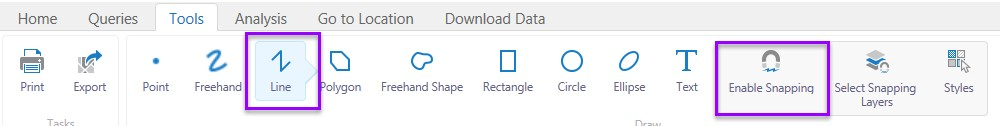 Home Queries Tools Analysis Go to Location Download Data
Print Export Point Freehand Line Polygon Freehand Shape Rectangle Circle Ellipse Text Enable Snapping Select Snapping Styles
Layers
Tasks Draw